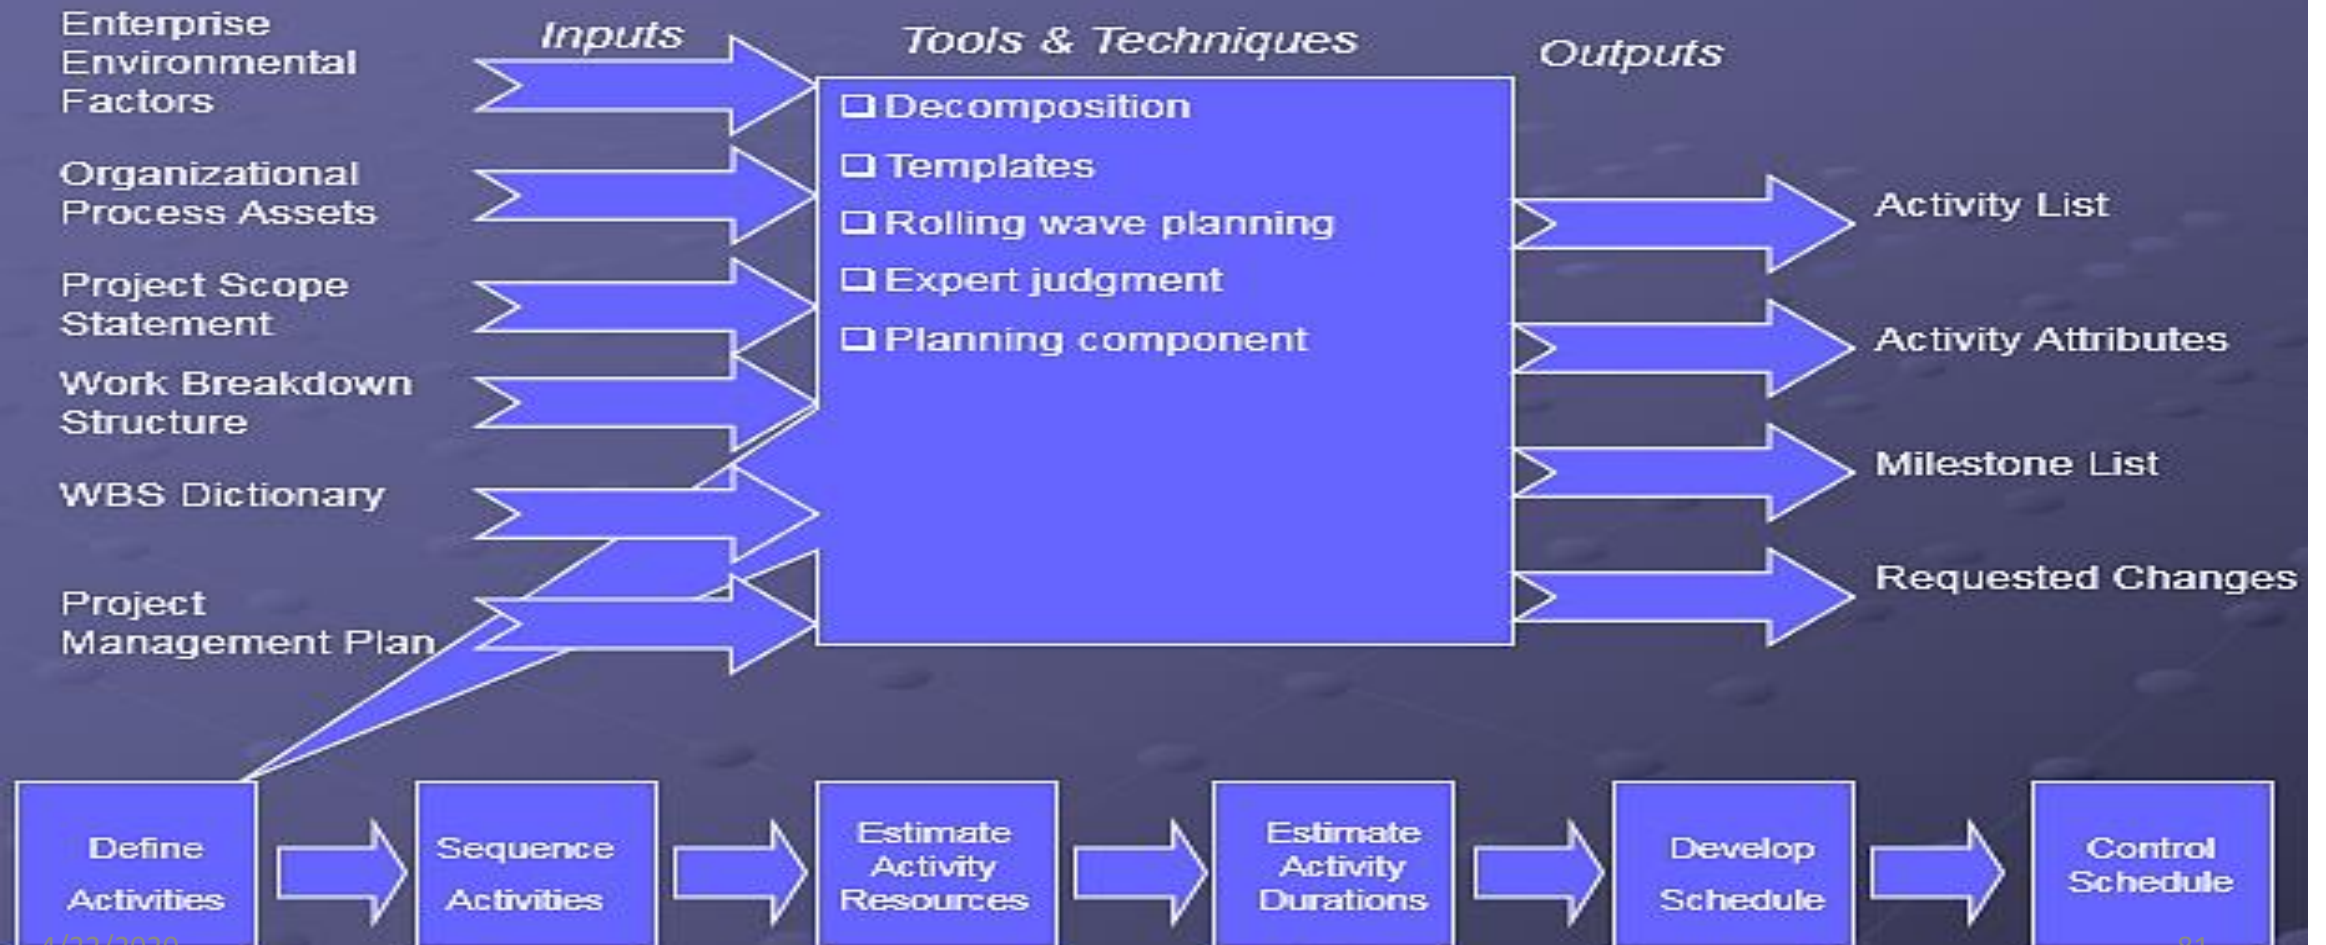 Inputs
Tools & Techniques
Outputs
Enterprise
Environmental
Factors
Organizational
Process Assets
Project Scope
Statement
Work Breakdown
Structure
WBS Dictionary
Project
Management Plan
Decomposition
Templates
Rolling wave planning
Expert judgment
Planning component
Activity List
Activity Attributes
Milestone List
Requested Changes
Define
Activities
Sequence
Activities
Estimate
Activity
Resources
Estimate
Activity
Durations
Develop
Schedule
Control
Schedule